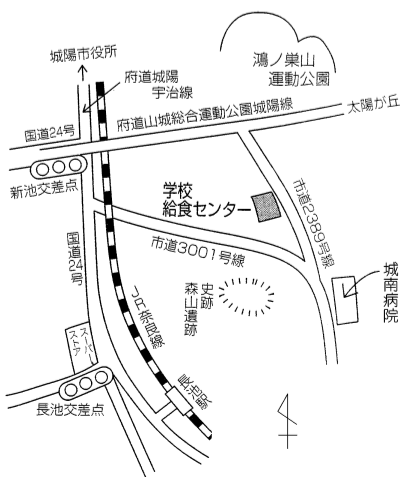 城陽市役所
府道城陽
宇治線
鴻ノ巣山
運動公園
国道24号
府道山城総合運動公園城陽線
太陽が丘
新池交差点
学校
給食センター
市道2389号線
市道3001号線
国道24号
JR奈良線
史跡
森山遺跡
城南病院
スーパー
ストア
長池駅
長池交差点